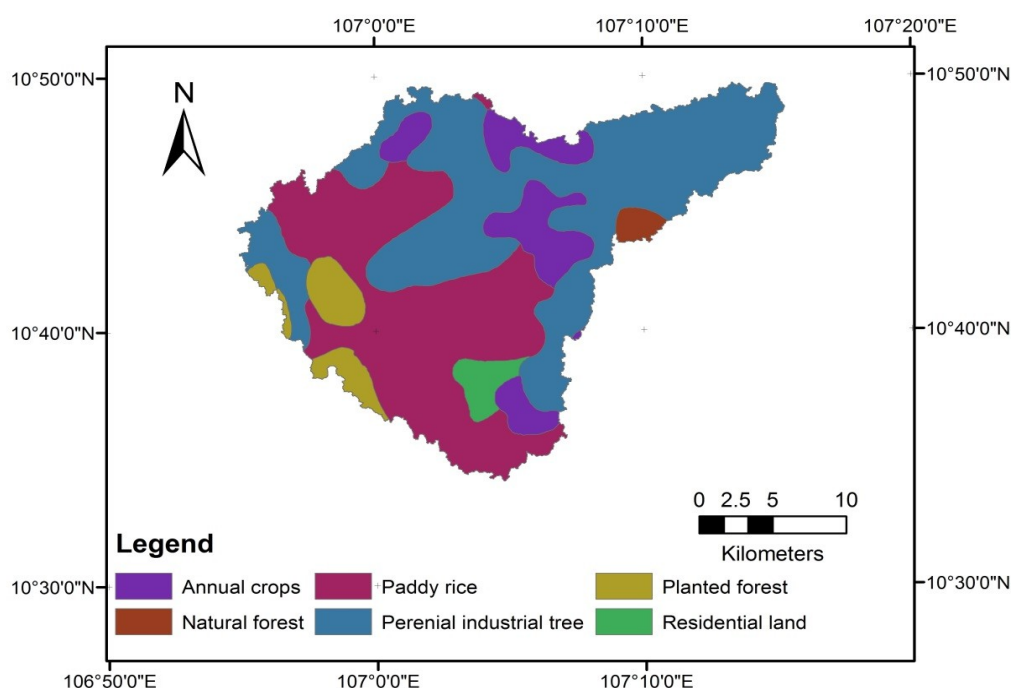 107°0'0"E 107°10'0"E 107°20'0"E
10°50'0"N 10°50'0"N
N
10°40'0"N 10°40'0"N
0 2.5 5 10
Kilometers
Legend
Annual crops Paddy rice Planted forest
Natural forest Perenial industrial tree Residential land
10°30'0"N 10°30'0"N
106°50'0"E 107°0'0"E 107°10'0"E